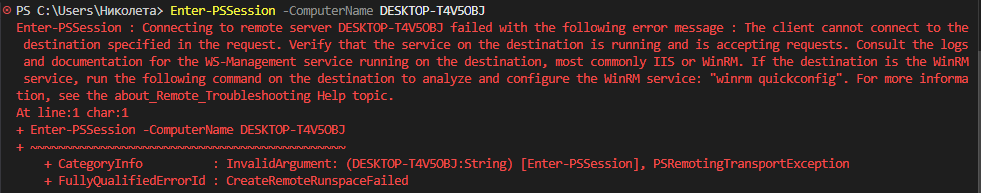 PS C:\Users\Николета> Enter-PSSession -ComputerName DESKTOP-T4V5OBJ
Enter-PSSession : Connecting to remote server DESKTOP-T4V5OBJ failed with the following error message : The client cannot connect to the
 destination specified in the request. Verify that the service on the destination is running and is accepting requests. Consult the logs
 and documentation for the WS-Management service running on the destination, most commonly IIS or WinRM. If the destination is the WinRM
 service, run the following command on the destination to analyze and configure the WinRM service: "winrm quickconfig". For more informa
tion, see the about_Remote_Troubleshooting Help topic.
At line:1 char:1
+ Enter-PSSession -ComputerName DESKTOP-T4V5OBJ
+ ~~~~~~~~~~~~~~~~~~~~~~~~~~~~~~~~~~~~~~~~~~~~~
    + CategoryInfo          : InvalidArgument: (DESKTOP-T4V5OBJ:String) [Enter-PSSession], PSRemotingTransportException
    + FullyQualifiedErrorId : CreateRemoteRunspaceFailed